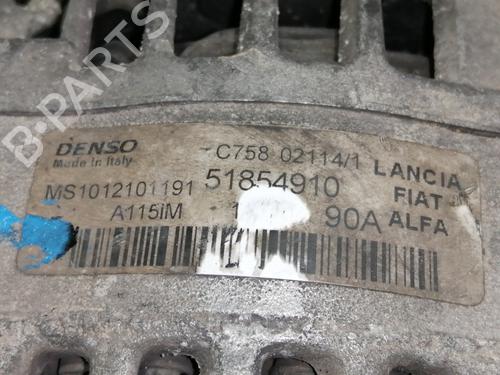 DENSO
Made in Italy
C758 02114/1
MS1012101191
51854910
A115iM
90A
LANCIA
FIAT
ALFA
B-PARTS